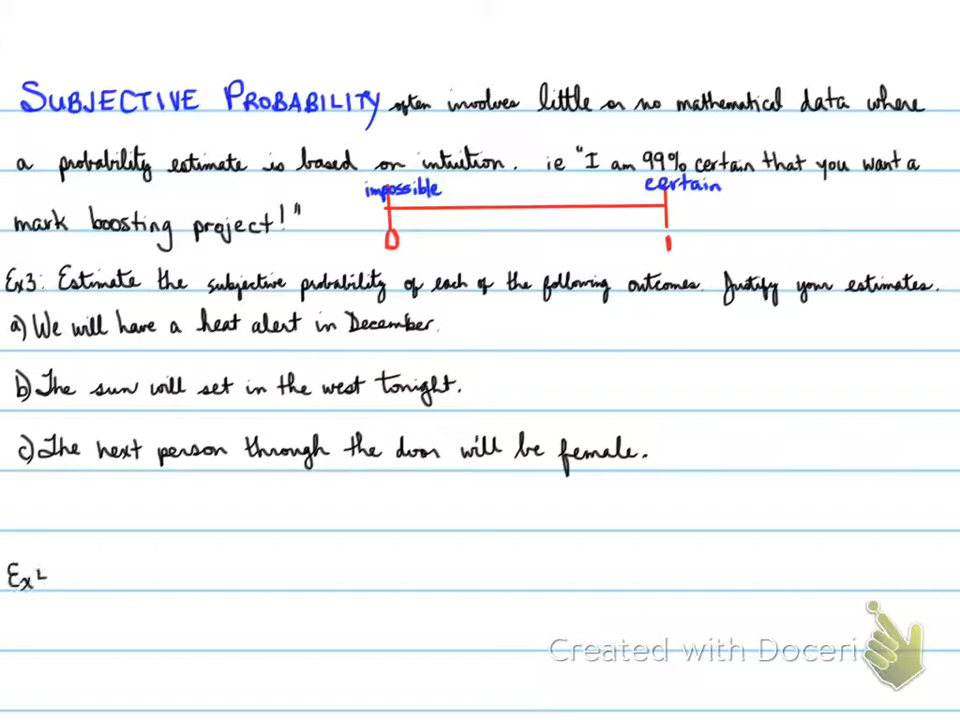 SUBJECTIVE PROBABILITY often involves little or no mathematical data where
a probability estimate is based on intuition. ie "I am 99% certain that you want a
impossible certain
mark boosting project!"
0 1
Ex3: Estimate the subjective probability of each of the following outcomes. Justify your estimates.
a) We will have a heat alert in December.
b) The sun will set in the west tonight.
c) The next person through the door will be female.
Ex
Created with Doceri